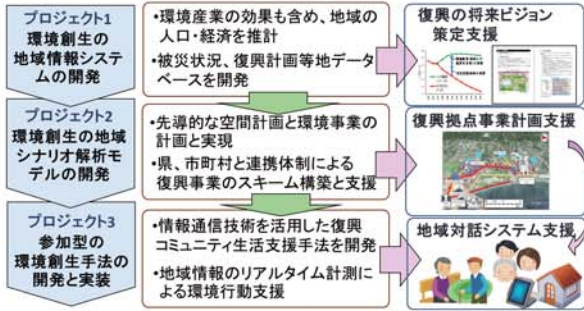 プロジェクト1
環境創生の
地域情報システ
ムの開発
・環境産業の効果も含め、地域の
人口・経済を推計
・被災状況、復興計画等地データ
ベースを開発
復興の将来ビジョン
策定支援
プロジェクト2
環境創生の地域
シナリオ解析モ
デルの開発
・先導的な空間計画と環境事業の
計画と実現
・県、市町村と連携体制による
復興事業のスキーム構築と支援
復興拠点事業計画支援
プロジェクト3
参加型の
環境創生手法の
開発と実装
・情報通信技術を活用した復興
コミュニティ生活支援手法を開発
・地域情報のリアルタイム計測に
よる環境行動支援
地域対話システム支援